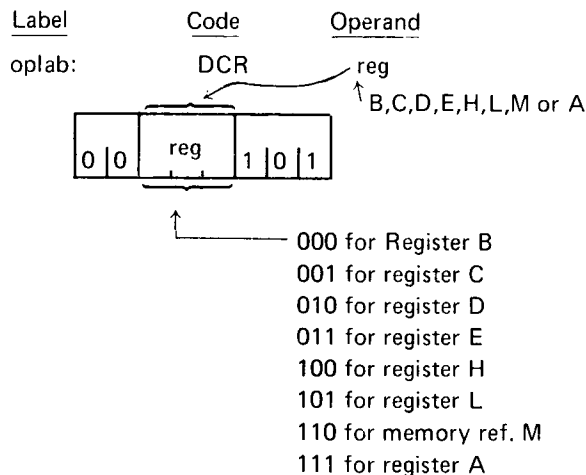 Label Code Operand
oplab: DCR reg
B,C,D,E,H,L,M or A
0 0 reg 1 0 1
000 for Register B
001 for register C
010 for register D
011 for register E
100 for register H
101 for register L
110 for memory ref. M
111 for register A